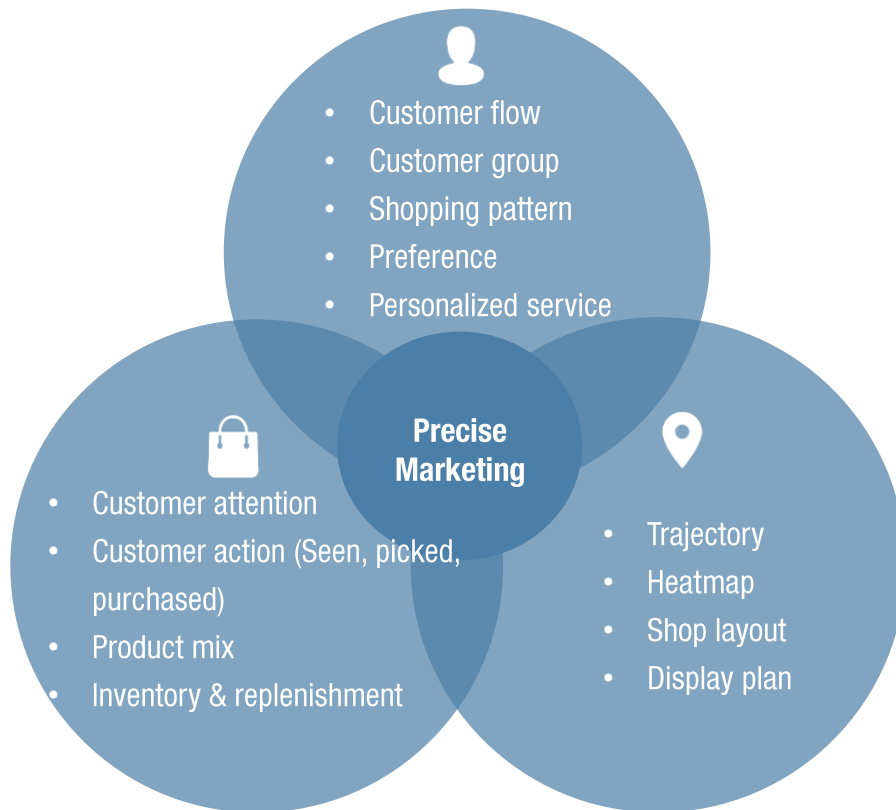 • Customer flow
• Customer group
• Shopping pattern
• Preference
• Personalized service
Precise
Marketing
• Customer attention
• Customer action (Seen, picked,
purchased)
• Product mix
• Inventory & replenishment
• Trajectory
• Heatmap
• Shop layout
• Display plan